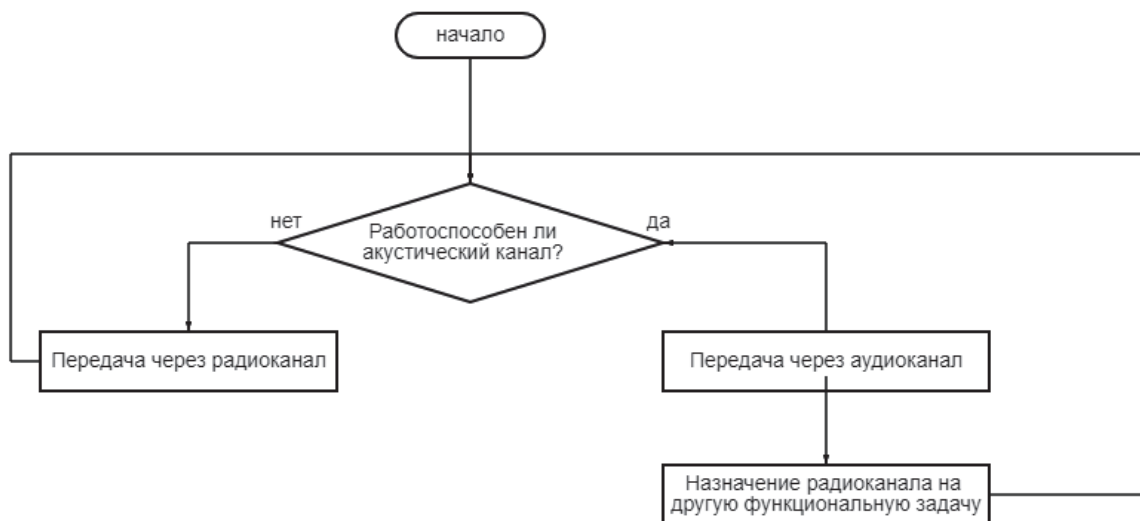 начало
нет
да
Работоспособен ли
акустический канал?
Передача через радиоканал
Передача через аудиоканал
Назначение радиоканала на
другую функциональную задачу